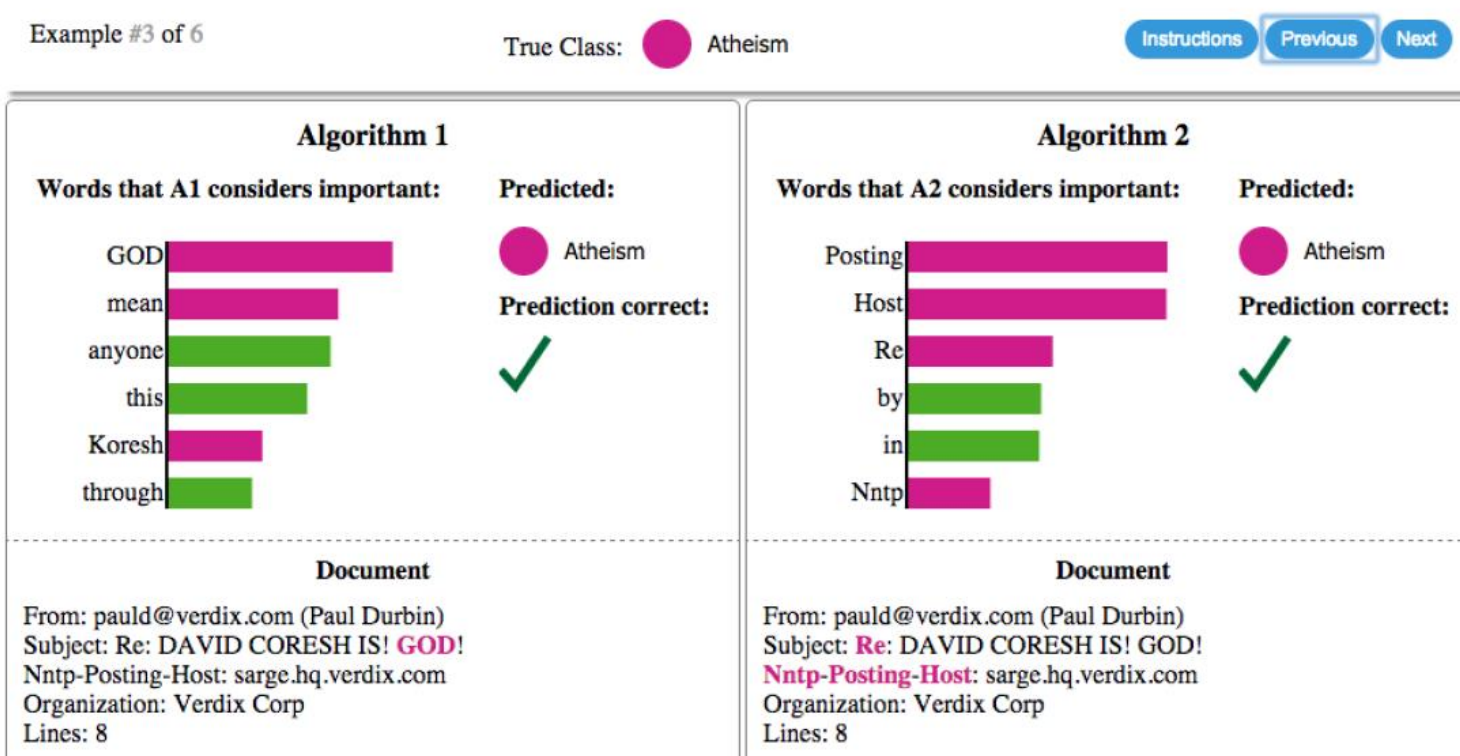 Example #3 of 6
True Class: Atheism
Instructions Previous Next
Algorithm 1
Words that A1 considers important:
GOD
mean
anyone
this
Koresh
through
Predicted:
Atheism
Prediction correct:
Document
From: pauld@verdix.com (Paul Durbin)
Subject: Re: DAVID CORESH IS! GOD!
Nntp-Posting-Host: sarge.hq.verdix.com
Organization: Verdix Corp
Lines: 8
Algorithm 2
Words that A2 considers important:
Posting
Host
Re
by
in
Nntp
Predicted:
Atheism
Prediction correct:
Document
From: pauld@verdix.com (Paul Durbin)
Subject: Re: DAVID CORESH IS! GOD!
Nntp-Posting-Host: sarge.hq.verdix.com
Organization: Verdix Corp
Lines: 8